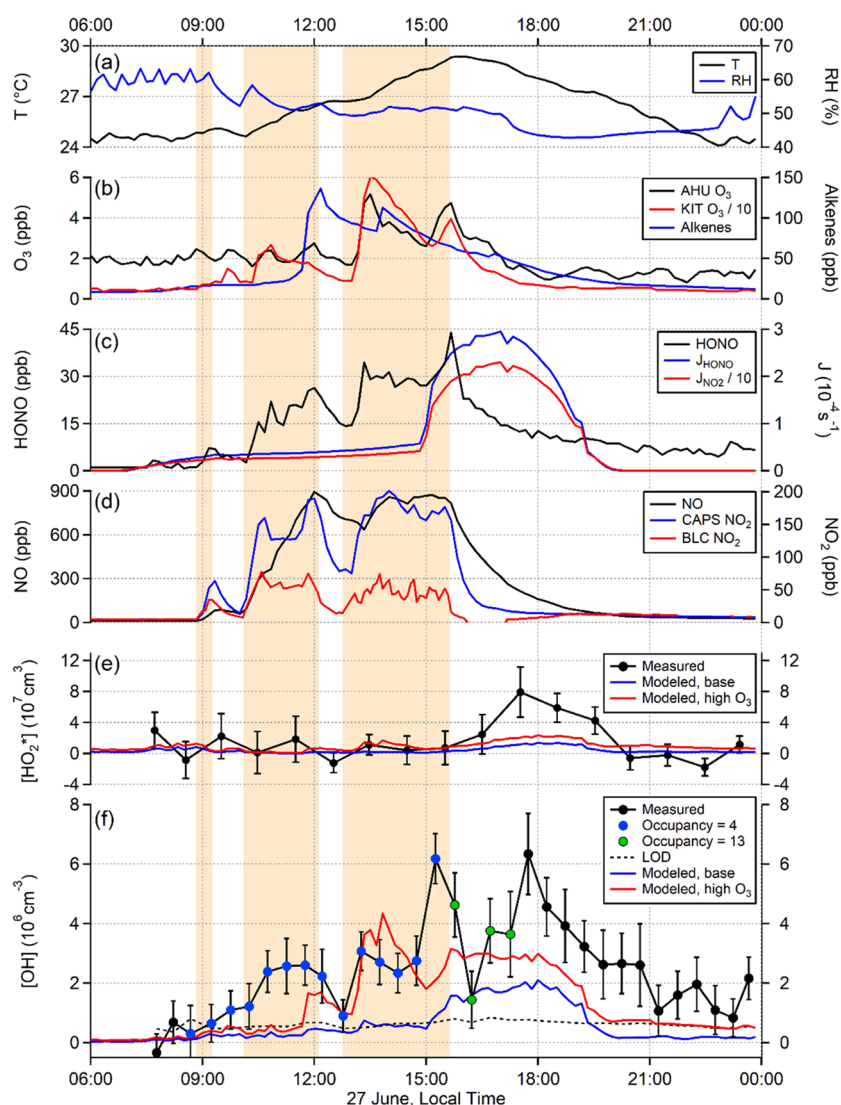 06:00 09:00 12:00 15:00 18:00 21:00 00:00
(a)
T (°C)
30
27
24
T
RH
70
60
50
40
RH (%)
(b)
O3 (ppb)
6
4
2
0
AHU O3
KIT O3 / 10
Alkenes
150
100
50
0
Alkenes (ppb)
(c)
HONO (ppb)
45
30
15
HONO
JHONO
JNO2 / 10
3
2
1
0
J (10-4 s-1)
(d)
NO (ppb)
900
600
300
0
NO
CAPS NO2
BLC NO2
200
150
100
50
0
NO2 (ppb)
(e)
[HO2*] (107cm3)
12
8
4
0
-4
Measured
Modeled, base
Modeled, high O3
12
8
4
0
-4
(f)
[OH] (106cm-3)
8
6
4
2
0
Measured
Occupancy = 4
Occupancy = 13
LOD
Modeled, base
Modeled, high O3
8
6
4
2
0
06:00 09:00 12:00 15:00 18:00 21:00 00:00
27 June, Local Time